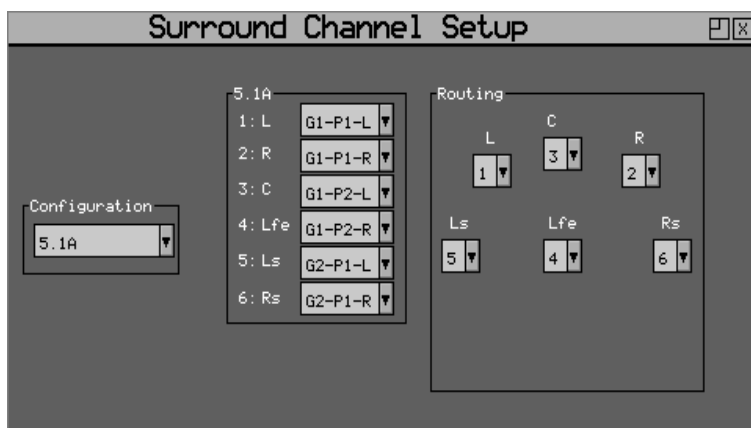 Surround Channel Setup
Configuration
5.1A
5.1A
1: L G1-P1-L
2: R G1-P1-R
3: C G1-P2-L
4: Lfe G1-P2-R
5: Ls G2-P1-L
6: Rs G2-P1-R
Routing
L C R
1 3 2
Ls Lfe Rs
5 4 6